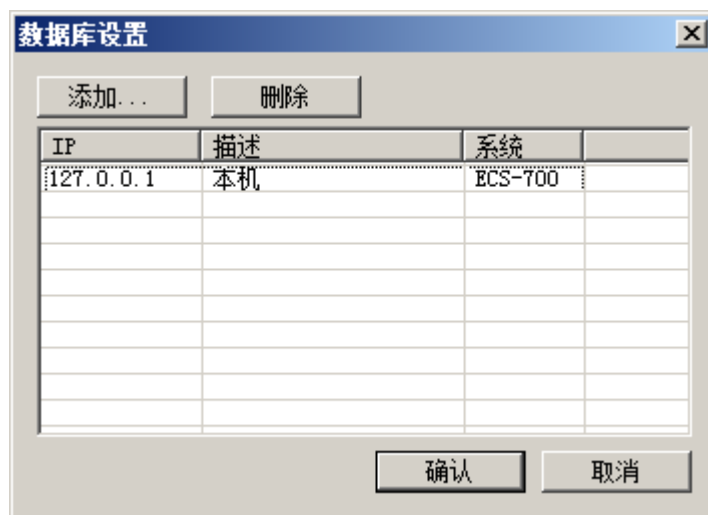 数据库设置
添加... 删除
IP 描述 系统
127.0.0.1 本机 ECS-700
确认 取消